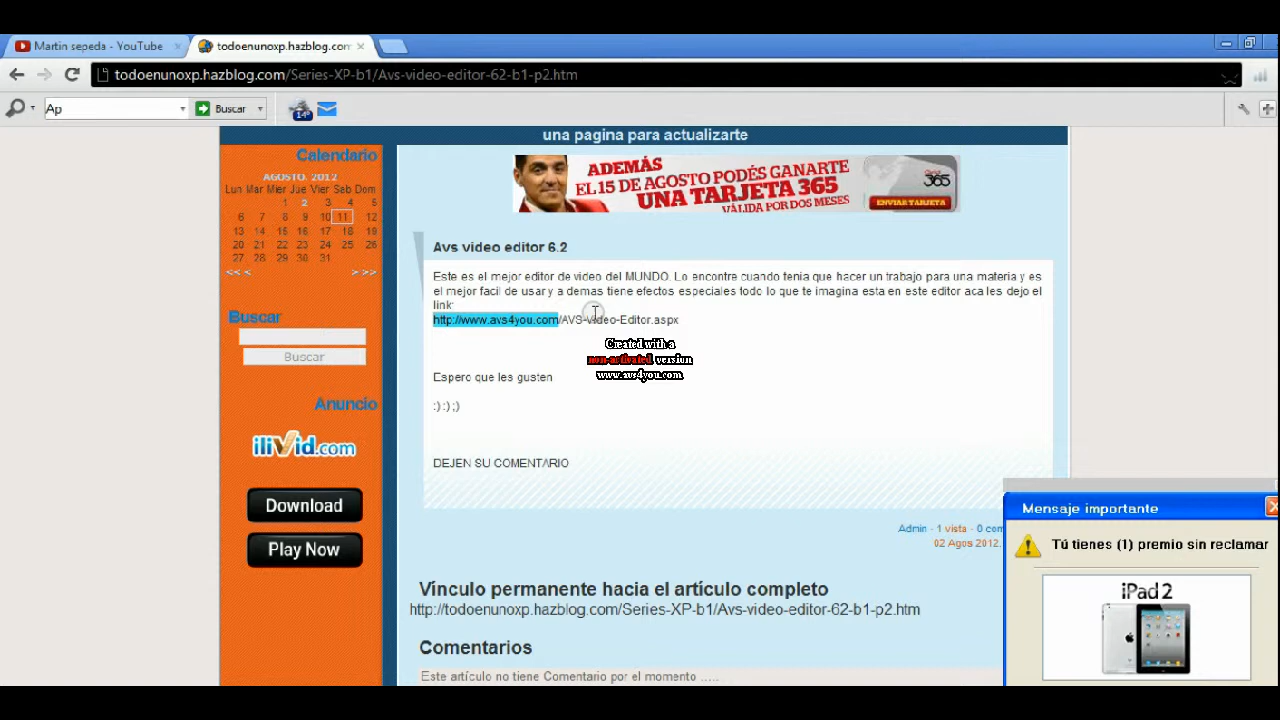 Martin sepeda - YouTube
todoenunoxp.hazblog.com
todoenunoxp.hazblog.com/Series-XP-b1/Avs-video-editor-62-b1-p2.htm
Ap
Buscar
14°
una pagina para actualizarte
Calendario
AGOSTO, 2012
Lun Mar Mier Jue Vier Sab Dom
1 2 3 4 5
6 7 8 9 10 11 12
13 14 15 16 17 18 19
20 21 22 23 24 25 26
27 28 29 30 31
<< < > >>
Buscar
Buscar
Anuncio
ilivid.com
Download
Play Now
ADEMÁS
EL 15 DE AGOSTO PODÉS GANARTE
UNA TARJETA 365
VÁLIDA POR DOS MESES
365
ENVIAR TARJETA
Avs video editor 6.2
Este es el mejor editor de video del MUNDO. Lo encontre cuando tenia que hacer un trabajo para una materia y es
el mejor facil de usar y a demas tiene efectos especiales todo lo que te imagina esta en este editor aca les dejo el
link:
http://www.avs4you.com/AVS-Video-Editor.aspx
Created with a
non-activated version
www.avs4you.com
Espero que les gusten
:) :) ;)
DEJEN SU COMENTARIO
Admin - 1 vista - 0 com
02 Agos 2012,
Vínculo permanente hacia el artículo completo
http://todoenunoxp.hazblog.com/Series-XP-b1/Avs-video-editor-62-b1-p2.htm
Comentarios
Este artículo no tiene Comentario por el momento .....
Mensaje importante
Tú tienes (1) premio sin reclamar
iPad 2